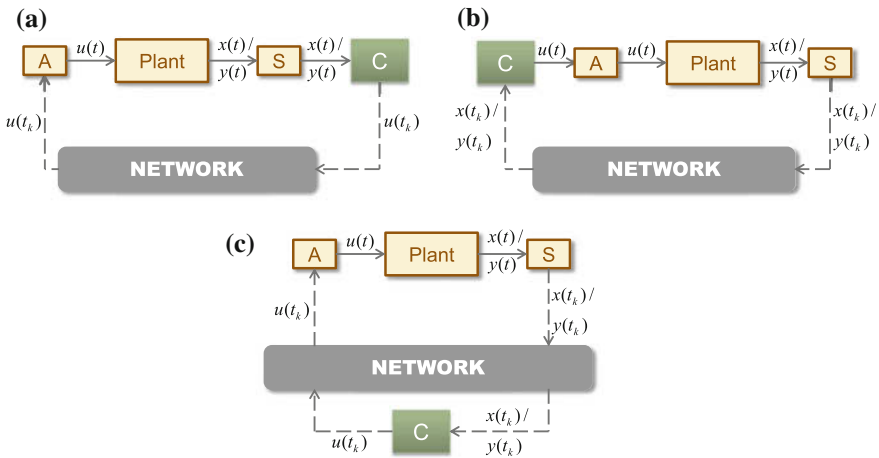 (a)
A u(t) Plant x(t)/ y(t) S x(t)/ y(t) C
u(t_k) u(t_k)
NETWORK
(b)
C u(t) A u(t) Plant x(t)/ y(t) S
x(t_k)/ y(t_k) x(t_k)/ y(t_k)
NETWORK
(c)
A u(t) Plant x(t)/ y(t) S
u(t_k) x(t_k)/ y(t_k)
NETWORK
u(t_k) C x(t_k)/ y(t_k)